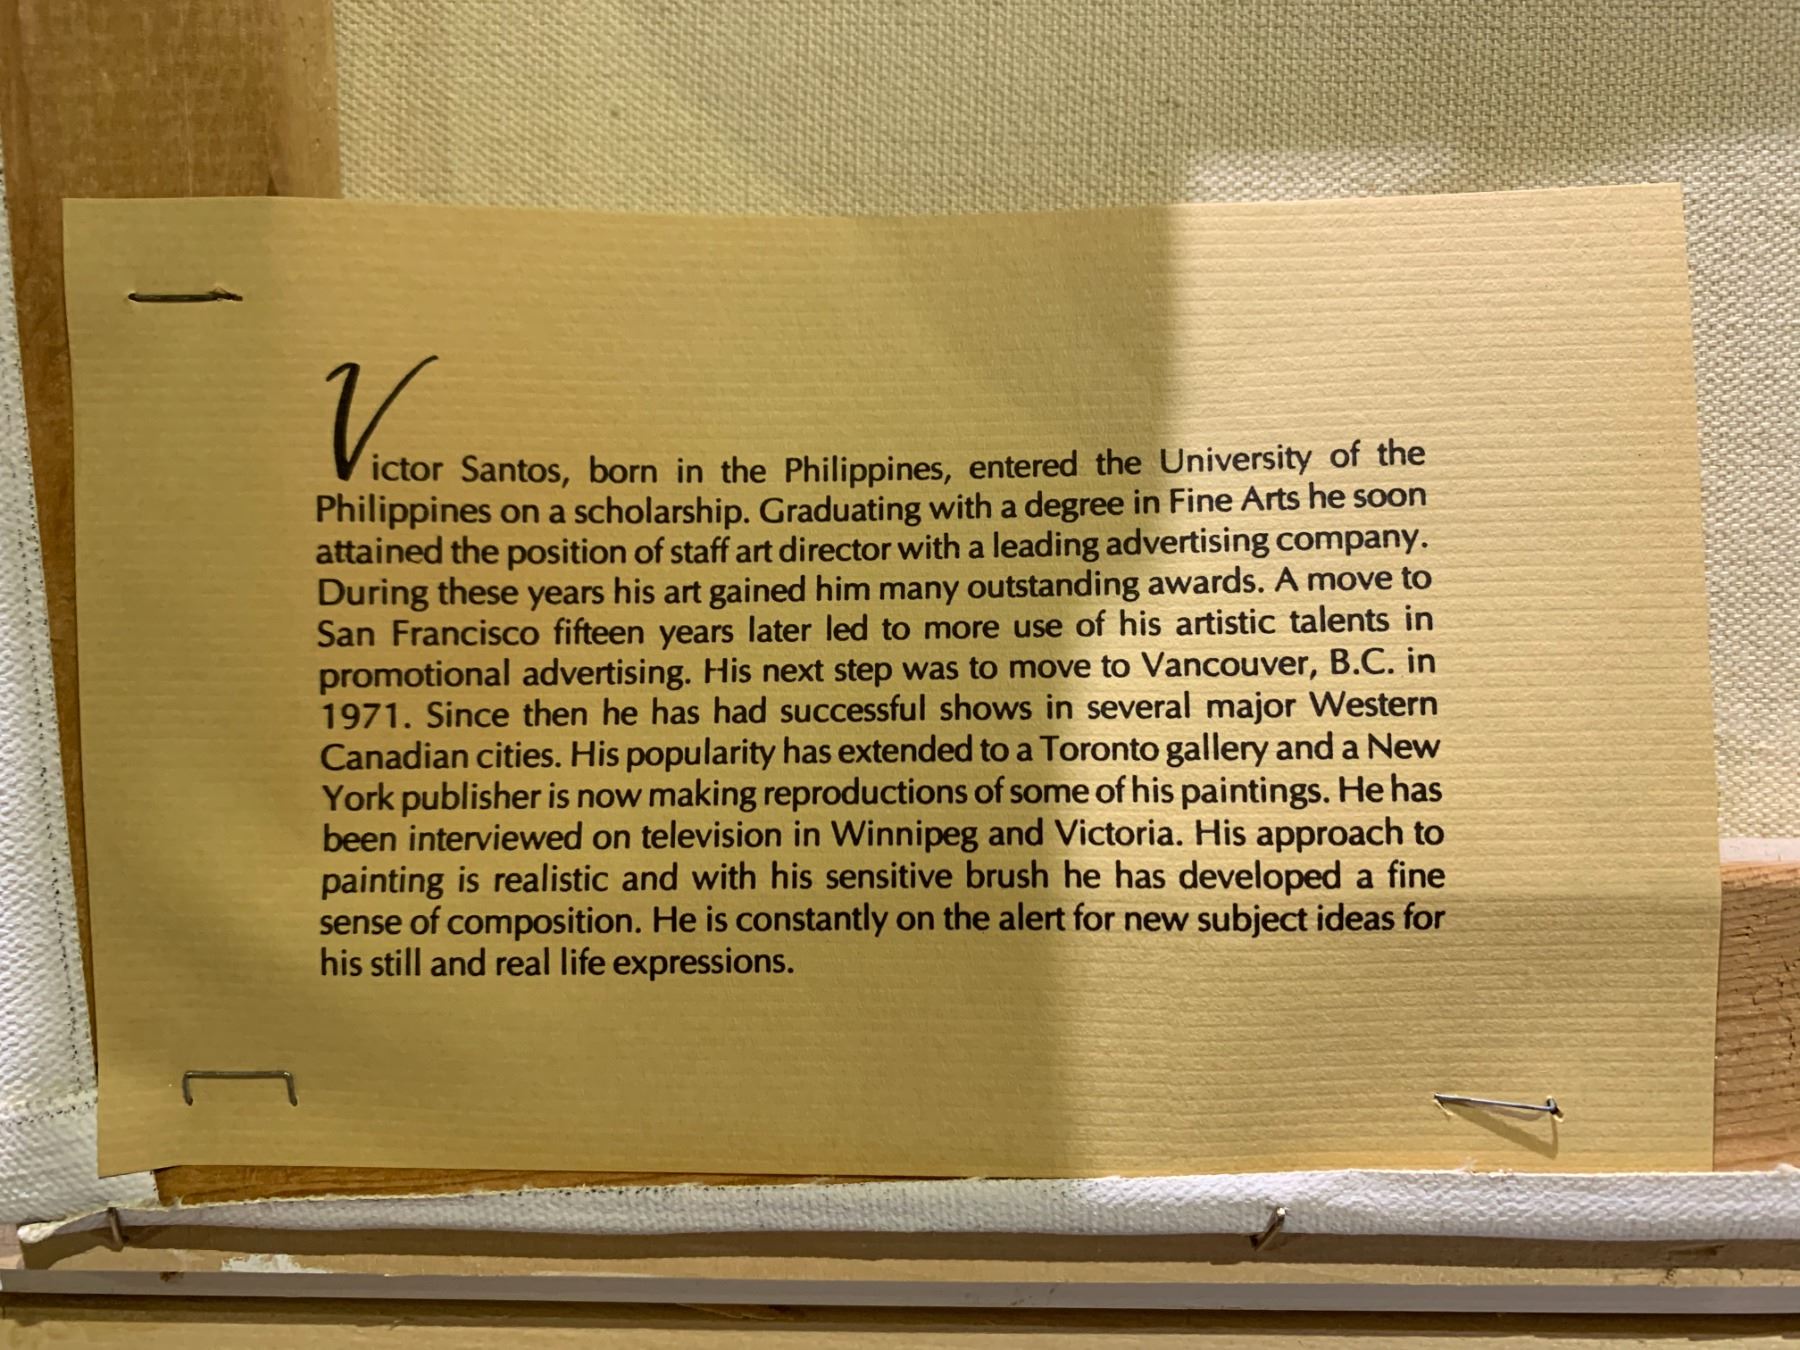 Victor Santos, born in the Philippines, entered the University of the
Philippines on a scholarship. Graduating with a degree in Fine Arts he soon
attained the position of staff art director with a leading advertising company.
During these years his art gained him many outstanding awards. A move to
San Francisco fifteen years later led to more use of his artistic talents in
promotional advertising. His next step was to move to Vancouver, B.C. in
1971. Since then he has had successful shows in several major Western
Canadian cities. His popularity has extended to a Toronto gallery and a New
York publisher is now making reproductions of some of his paintings. He has
been interviewed on television in Winnipeg and Victoria. His approach to
painting is realistic and with his sensitive brush he has developed a fine
sense of composition. He is constantly on the alert for new subject ideas for
his still and real life expressions.